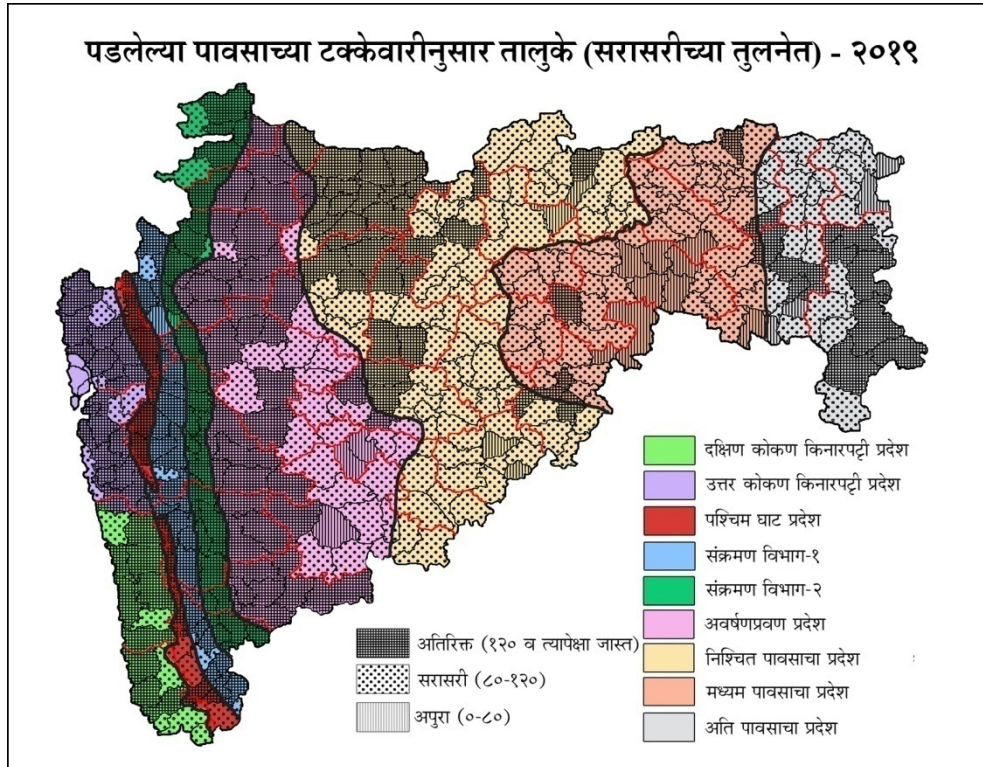 पडलेल्या पावसाच्या टक्केवारीनुसार तालुके (सरासरीच्या तुलनेत) - २०१९
दक्षिण कोकण किनारपट्टी प्रदेश
उत्तर कोकण किनारपट्टी प्रदेश
पश्चिम घाट प्रदेश
संक्रमण विभाग-१
संक्रमण विभाग-२
अवर्षणप्रवण प्रदेश
निश्चित पावसाचा प्रदेश
मध्यम पावसाचा प्रदेश
अति पावसाचा प्रदेश
अतिरिक्त (१२० व त्यापेक्षा जास्त)
सरासरी (८०-१२०)
अपुरा (०-८०)